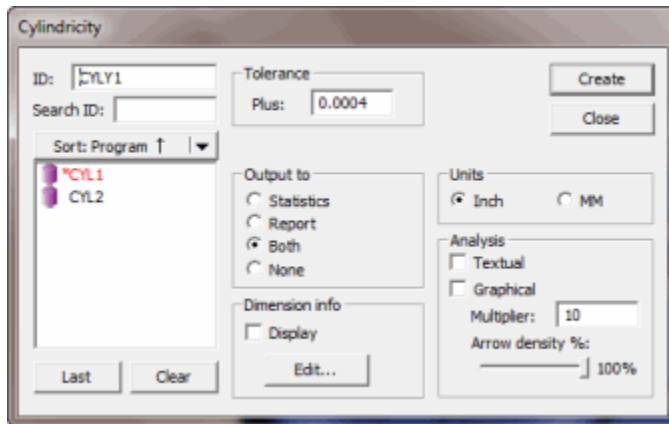 Cylindricity
ID: CYLY1
Search ID:
Sort: Program ↑
*CYL1
CYL2
Last
Clear
Tolerance
Plus: 0.0004
Output to
Statistics
Report
Both
None
Dimension info
Display
Edit...
Create
Close
Units
Inch
MM
Analysis
Textual
Graphical
Multiplier: 10
Arrow density %:
100%